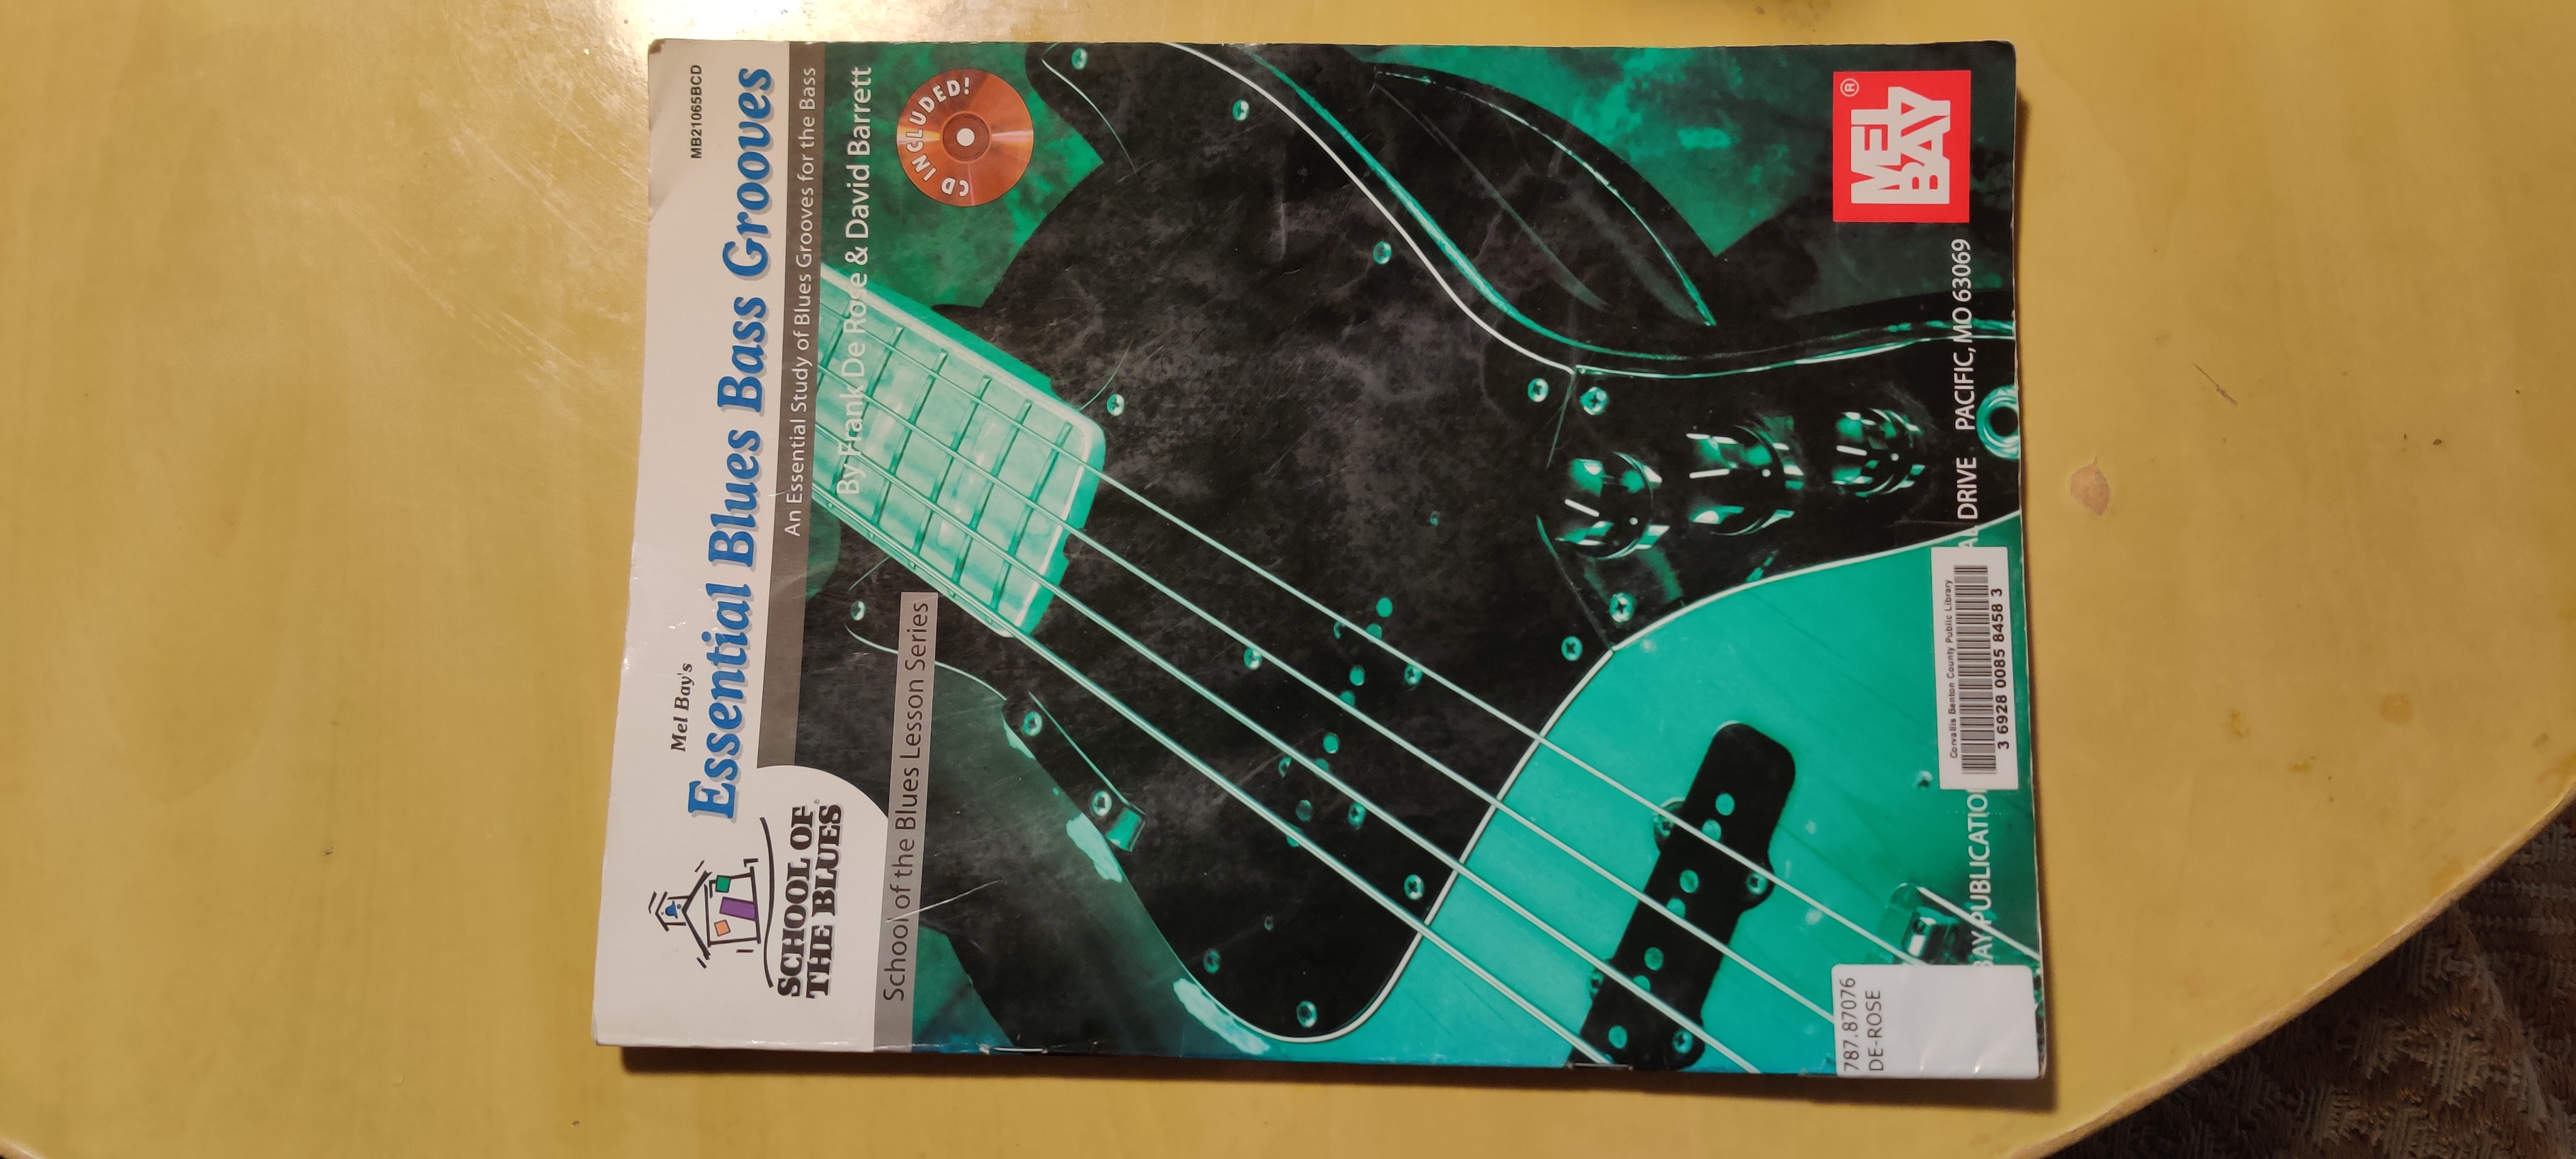 Mel Bay's
MB21065BCD
Essential Blues Bass Grooves
An Essential Study of Blues Grooves for the Bass
SCHOOL OF
THE BLUES®
By Frank De Rose & David Barrett
School of the Blues Lesson Series
CD INCLUDED!
787.87076
DE-ROSE
MEL
BAY®
BAY PUBLICATIO
Corvallis Benton County Public Library
3 6928 0085 8458 3
DRIVE PACIFIC, MO 63069